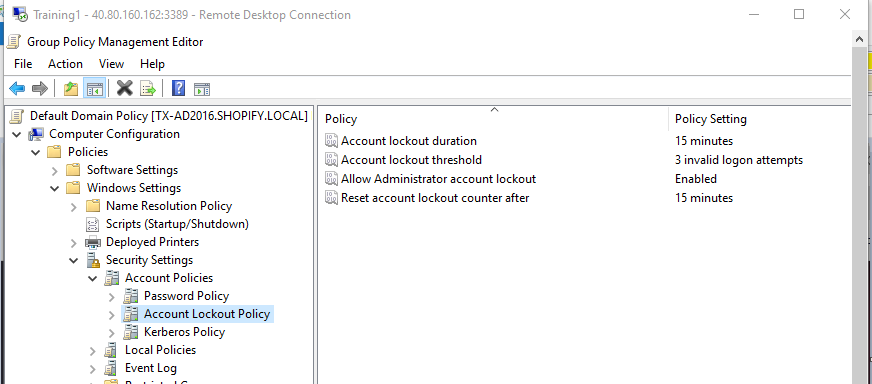 Training1 - 40.80.160.162:3389 - Remote Desktop Connection
Group Policy Management Editor
File Action View Help
Default Domain Policy [TX-AD2016.SHOPIFY.LOCAL]
Computer Configuration
Policies
Software Settings
Windows Settings
Name Resolution Policy
Scripts (Startup/Shutdown)
Deployed Printers
Security Settings
Account Policies
Password Policy
Account Lockout Policy
Kerberos Policy
Local Policies
Event Log
Policy Policy Setting
Account lockout duration 15 minutes
Account lockout threshold 3 invalid logon attempts
Allow Administrator account lockout Enabled
Reset account lockout counter after 15 minutes